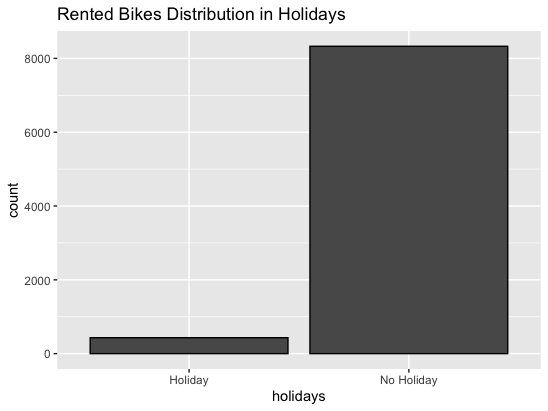 Rented Bikes Distribution in Holidays
8000
6000
4000
2000
0
count
Holiday
No Holiday
holidays